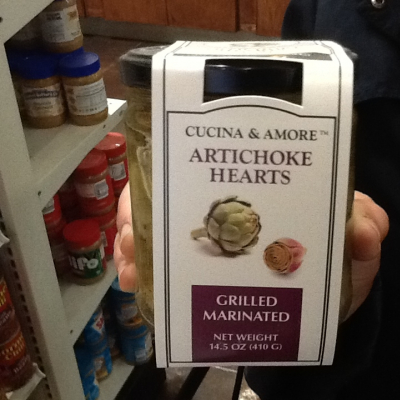 CUCINA & AMORE™
ARTICHOKE
HEARTS
GRILLED
MARINATED
NET WEIGHT
14.5 OZ (410 G)